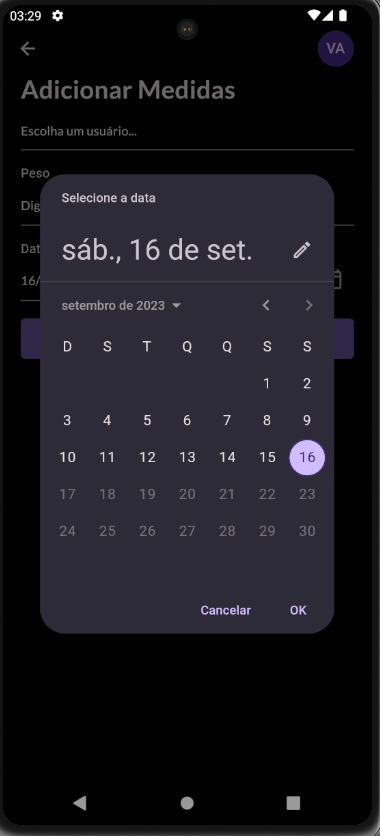 03:29
VA
Adicionar Medidas
Escolha um usuário...
Peso
Dig
Dat
16/
Selecione a data
sáb., 16 de set.
setembro de 2023
D S T Q Q S S
1 2
3 4 5 6 7 8 9
10 11 12 13 14 15 16
17 18 19 20 21 22 23
24 25 26 27 28 29 30
Cancelar OK